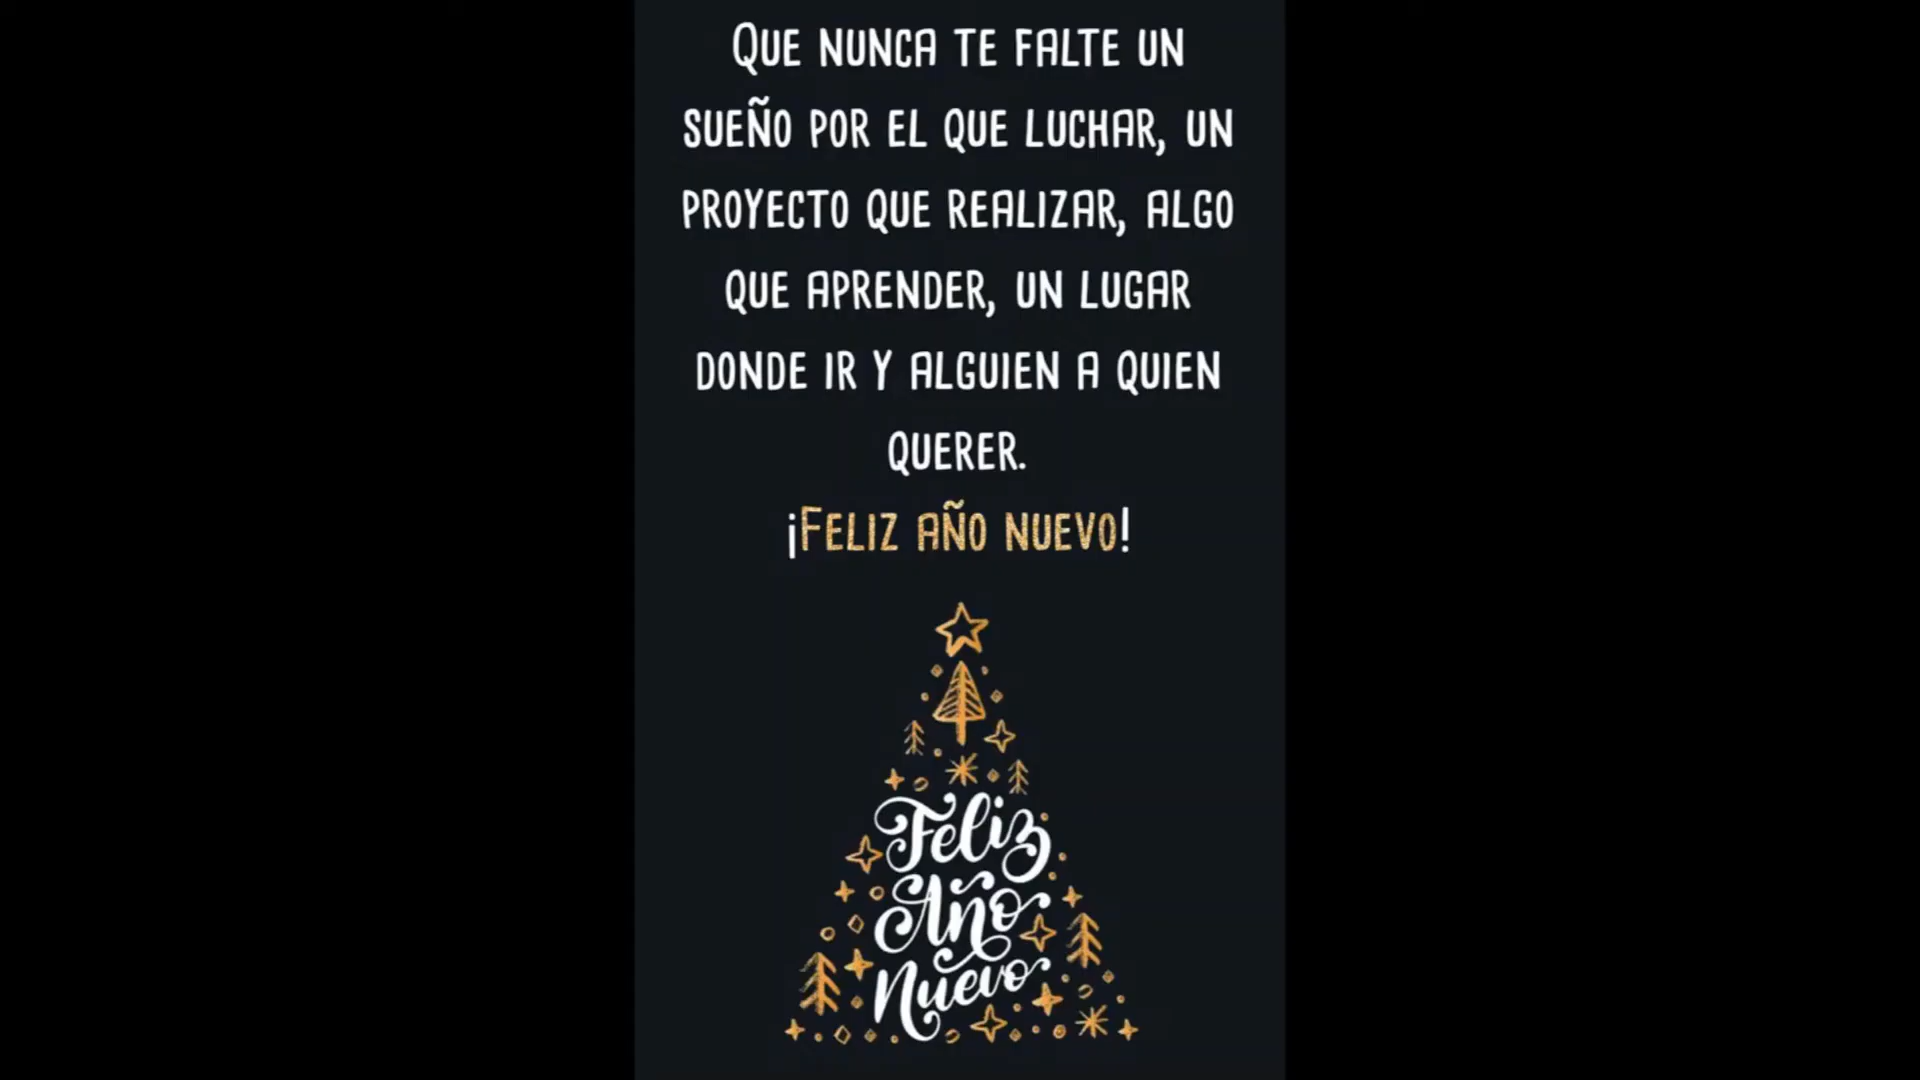 QUE NUNCA TE FALTE UN
SUEÑO POR EL QUE LUCHAR, UN
PROYECTO QUE REALIZAR, ALGO
QUE APRENDER, UN LUGAR
DONDE IR Y ALGUIEN A QUIEN
QUERER.
¡FELIZ AÑO NUEVO!
Feliz
Año
Nuevo